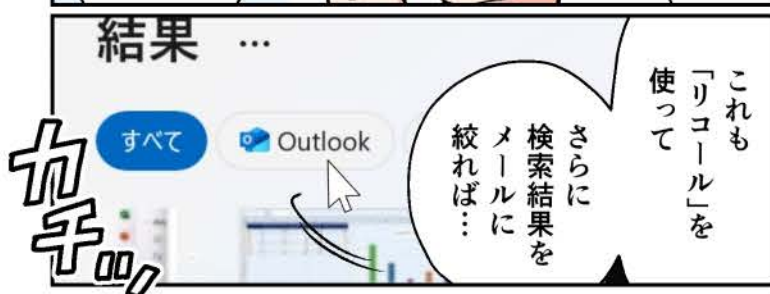 これも
「リコール」を
使って
さらに
検索結果を
メールに
絞れば…
結果 …
すべて
Outlook
カチッ